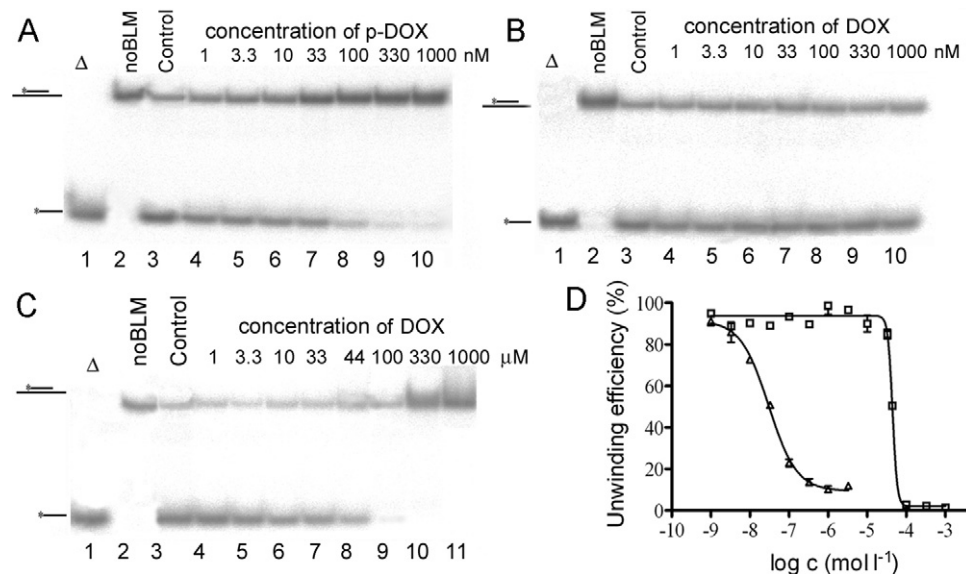 A
concentration of p-DOX
Δ
noBLM
Control
1 3.3 10 33 100 330 1000 nM
*
*
1 2 3 4 5 6 7 8 9 10
B
concentration of DOX
Δ
noBLM
Control
1 3.3 10 33 100 330 1000 nM
*
*
1 2 3 4 5 6 7 8 9 10
C
concentration of DOX
Δ
noBLM
Control
1 3.3 10 33 44 100 330 1000 μM
*
*
1 2 3 4 5 6 7 8 9 10 11
D
Unwinding efficiency (%)
100
80
60
40
20
0
-10 -9 -8 -7 -6 -5 -4 -3
log c (mol l⁻¹)